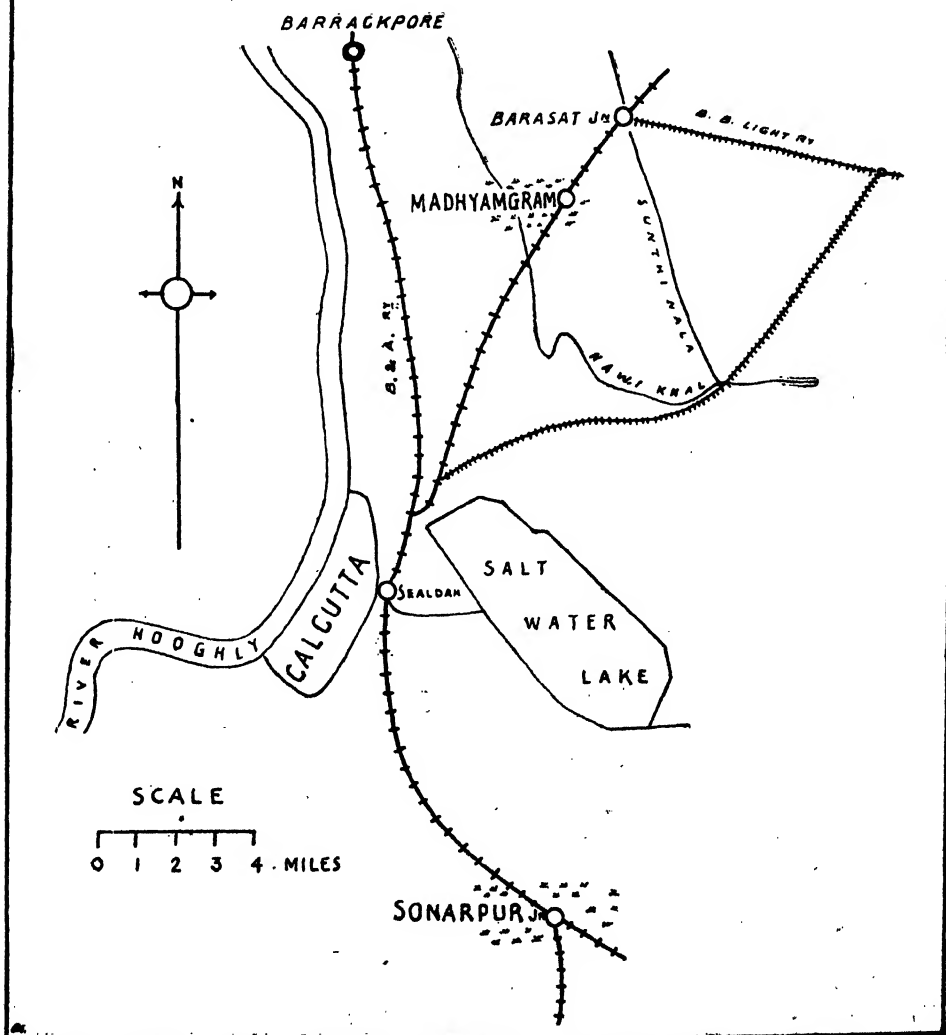 BARRACKPORE
BARASAT Jn
B. B. LIGHT RY
N
MADHYAMGRAM
SUNTHI NALA
B. & A. RY
NAWI KHAL
CALCUTTA
SEALDAH
SALT
WATER
LAKE
RIVER HOOGHLY
SCALE
0 1 2 3 4 MILES
SONARPUR Jn